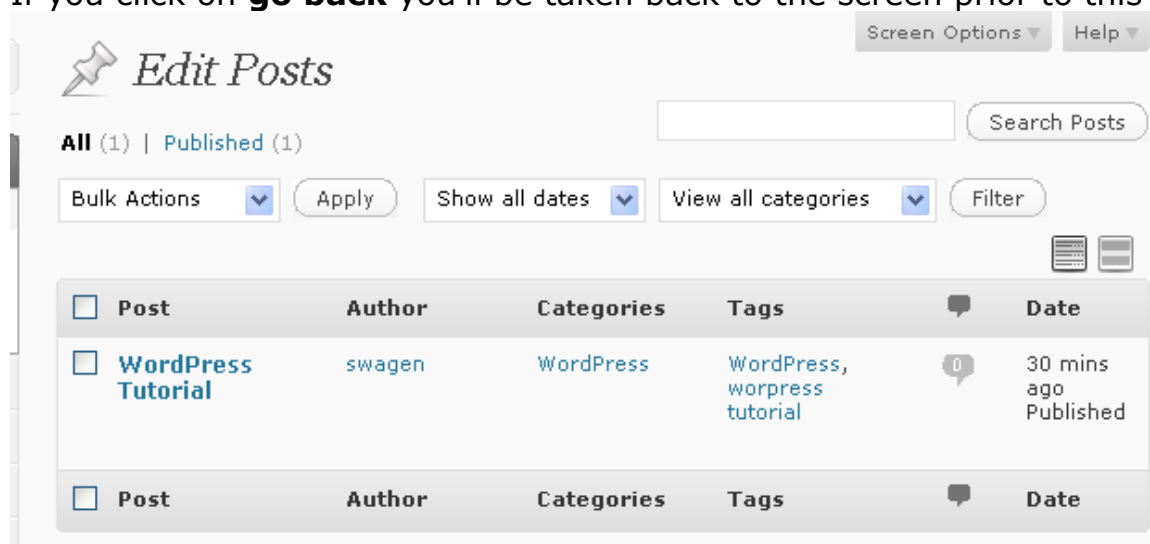 If you click on go back you'll be taken back to the screen prior to this
Screen Options Help
Edit Posts
Search Posts
All (1) | Published (1)
Bulk Actions Apply Show all dates View all categories Filter
Post Author Categories Tags Date
WordPress swagen WordPress WordPress, 0 30 mins
Tutorial worpress ago
tutorial Published
Post Author Categories Tags Date